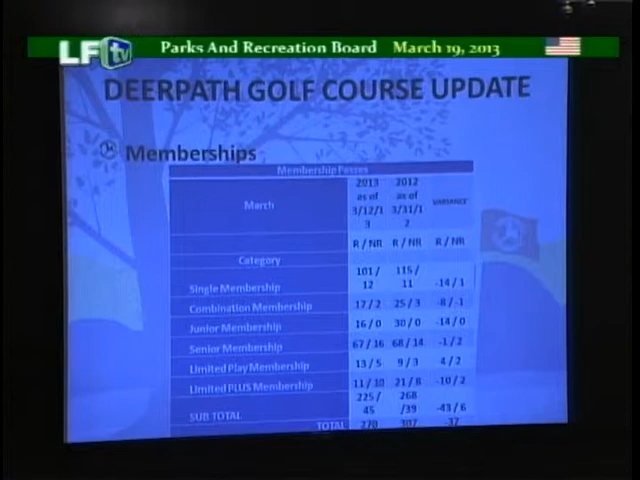 LFtv Parks And Recreation Board March 19, 2013
DEERPATH GOLF COURSE UPDATE
Memberships
Membership Passes
March 2013 as of 3/12/13 2012 as of 3/31/12 VARIANCE
R / NR R / NR R / NR
Category
Single Membership 101 / 12 115 / 11 -14 / 1
Combination Membership 17 / 2 25 / 3 -8 / -1
Junior Membership 16 / 0 30 / 0 -14 / 0
Senior Membership 67 / 16 68 / 14 -1 / 2
Limited Play Membership 13 / 5 9 / 3 4 / 2
Limited PLUS Membership 11 / 10 21 / 8 -10 / 2
SUB TOTAL 225 / 45 268 /39 -43 / 6
TOTAL 270 307 -37